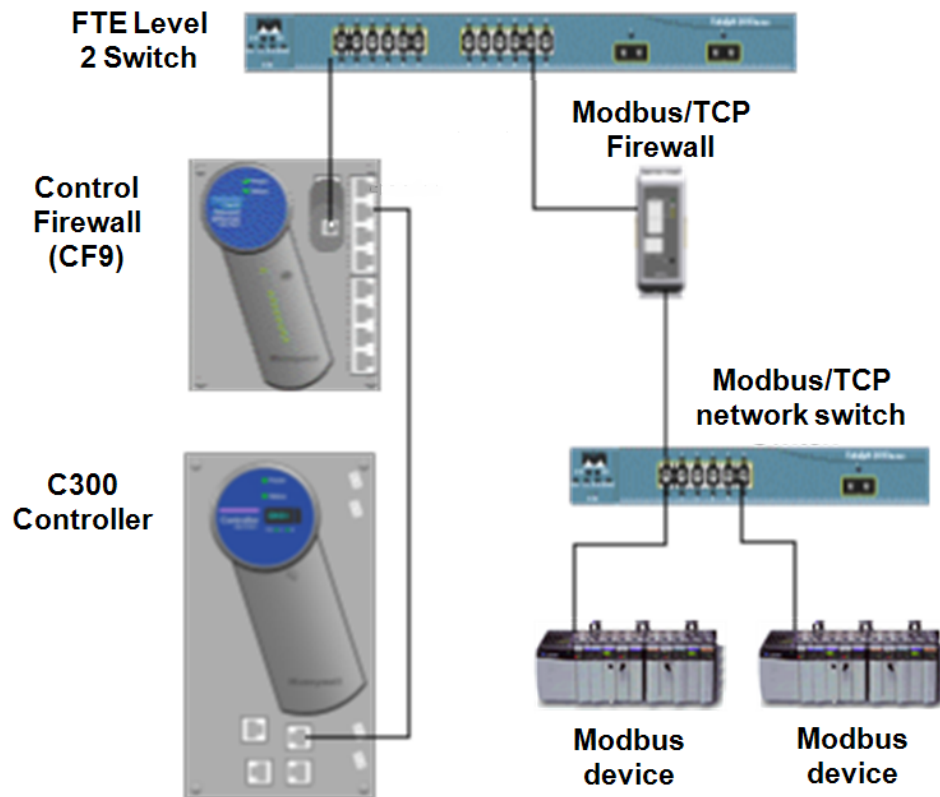 FTE Level
2 Switch
Modbus/TCP
Firewall
Control
Firewall
(CF9)
Modbus/TCP
network switch
C300
Controller
Modbus
device
Modbus
device